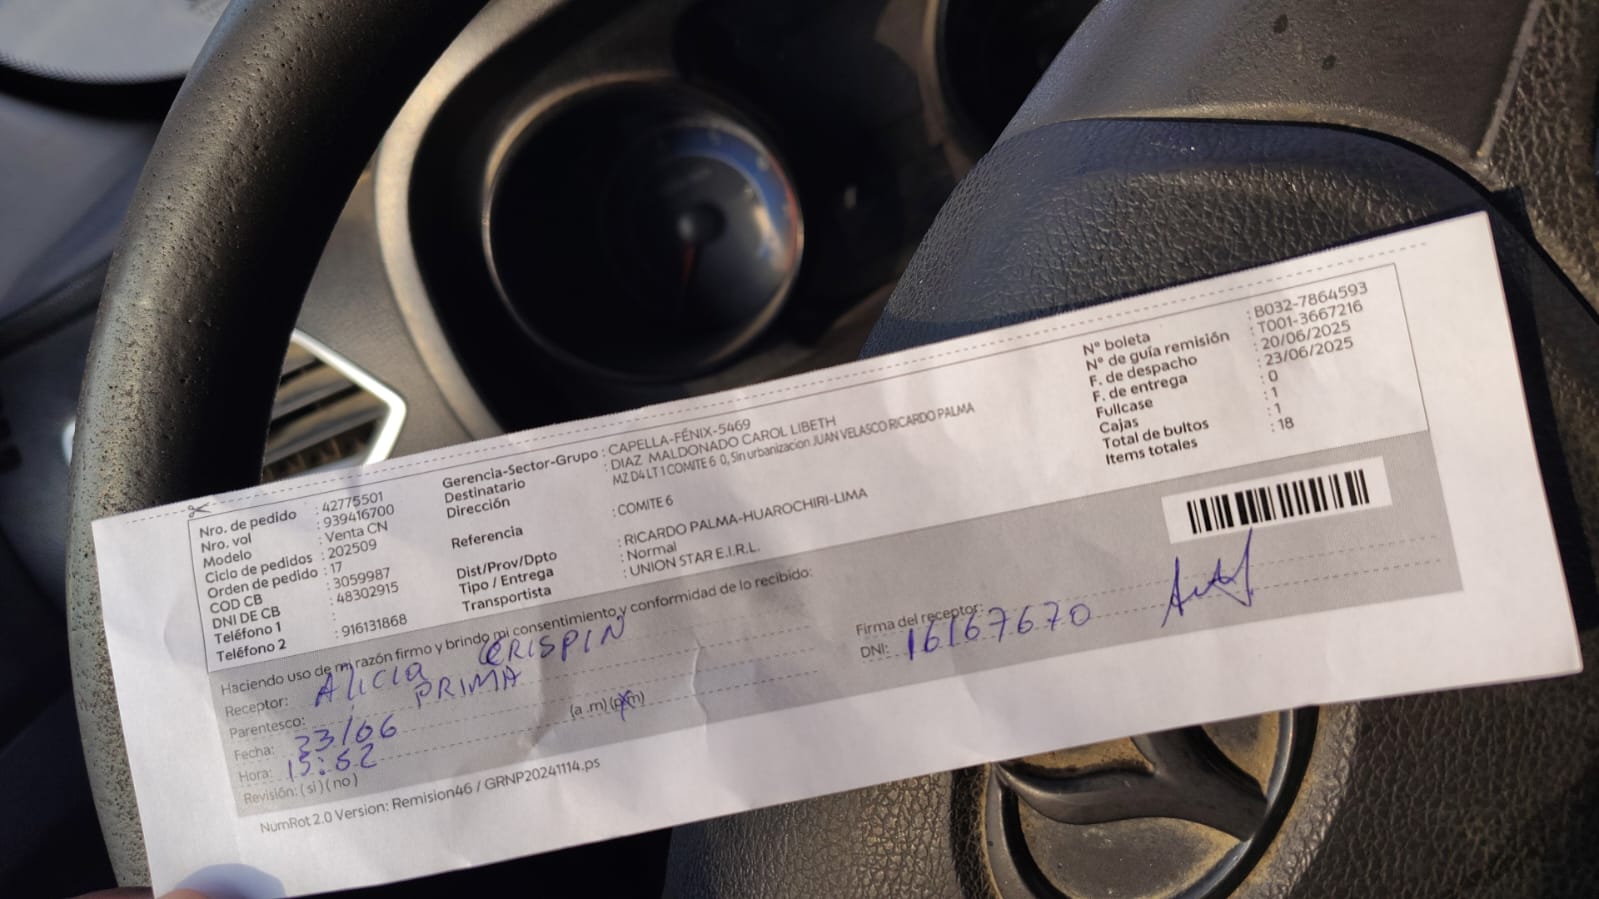 Nro. de pedido : 42775501
Nro. vol : 939416700
Modelo : Venta CN
Ciclo de pedidos : 202509
Orden de pedido : 17
COD CB : 3059987
DNI DE CB : 48302915
Teléfono 1
Teléfono 2 : 916131868
Gerencia-Sector-Grupo : CAPELLA-FÉNIX-5469
Destinatario : DIAZ MALDONADO CAROL LIBETH
Dirección MZ D4 LT 1 COMITE 6 0, Sin urbanizacion JUAN VELASCO RICARDO PALMA
Referencia : COMITE 6
Dist/Prov/Dpto : RICARDO PALMA-HUAROCHIRI-LIMA
Tipo / Entrega : Normal
Transportista : UNION STAR E.I.R.L.
N° boleta : B032-7864593
N° de guía remisión : T001-3667216
F. de despacho : 20/06/2025
F. de entrega : 23/06/2025
Fullcase : 0
Cajas : 1
Total de bultos : 1
Items totales : 18
Haciendo uso de mi razón firmo y brindo mi consentimiento y conformidad de lo recibido:
Receptor: Alicia CRISPIN
Parentesco: PRIMA
Fecha: 23/06
Hora: 15:52 (a .m) (p.m)
Revisión: ( si ) ( no )
Firma del receptor:
DNI: 16167670
NumRot 2.0 Version: Remision46 / GRNP20241114.ps